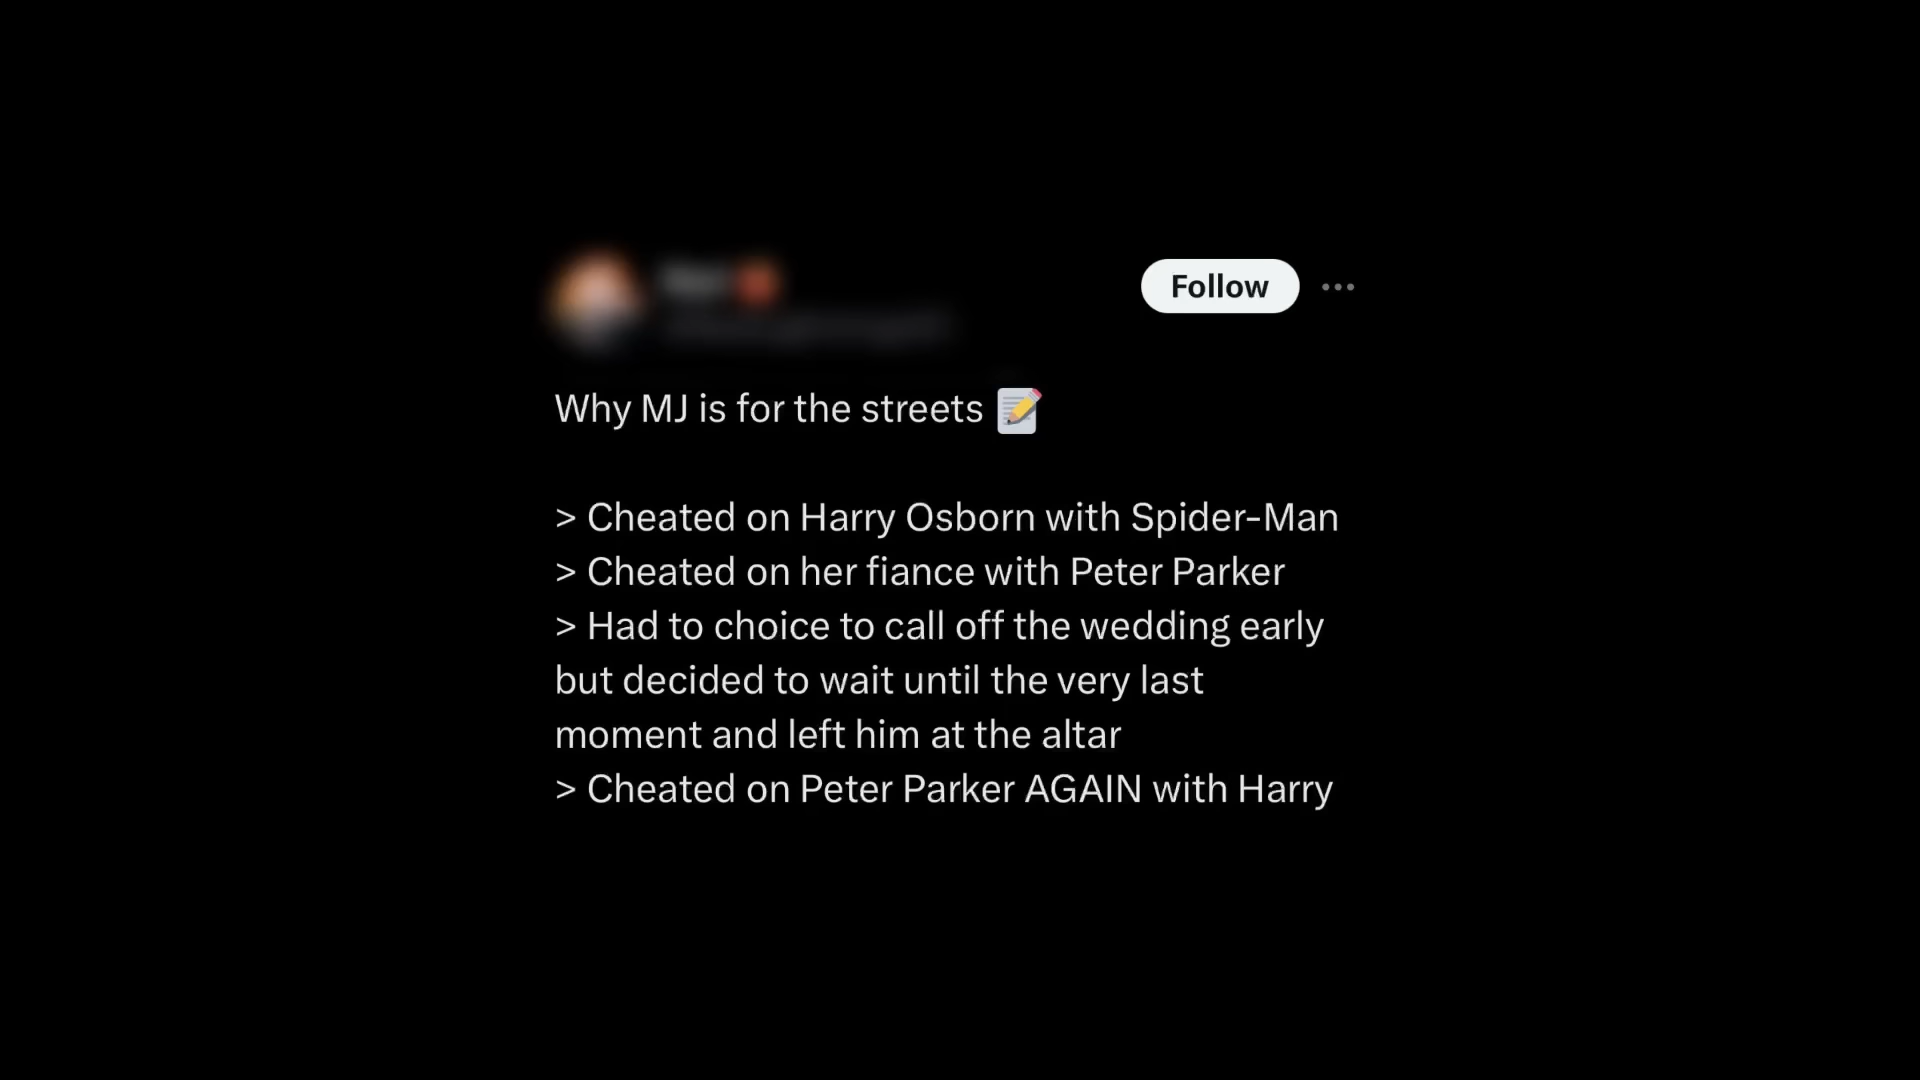 Follow
Why MJ is for the streets 📝
> Cheated on Harry Osborn with Spider-Man
> Cheated on her fiance with Peter Parker
> Had to choice to call off the wedding early
but decided to wait until the very last
moment and left him at the altar
> Cheated on Peter Parker AGAIN with Harry